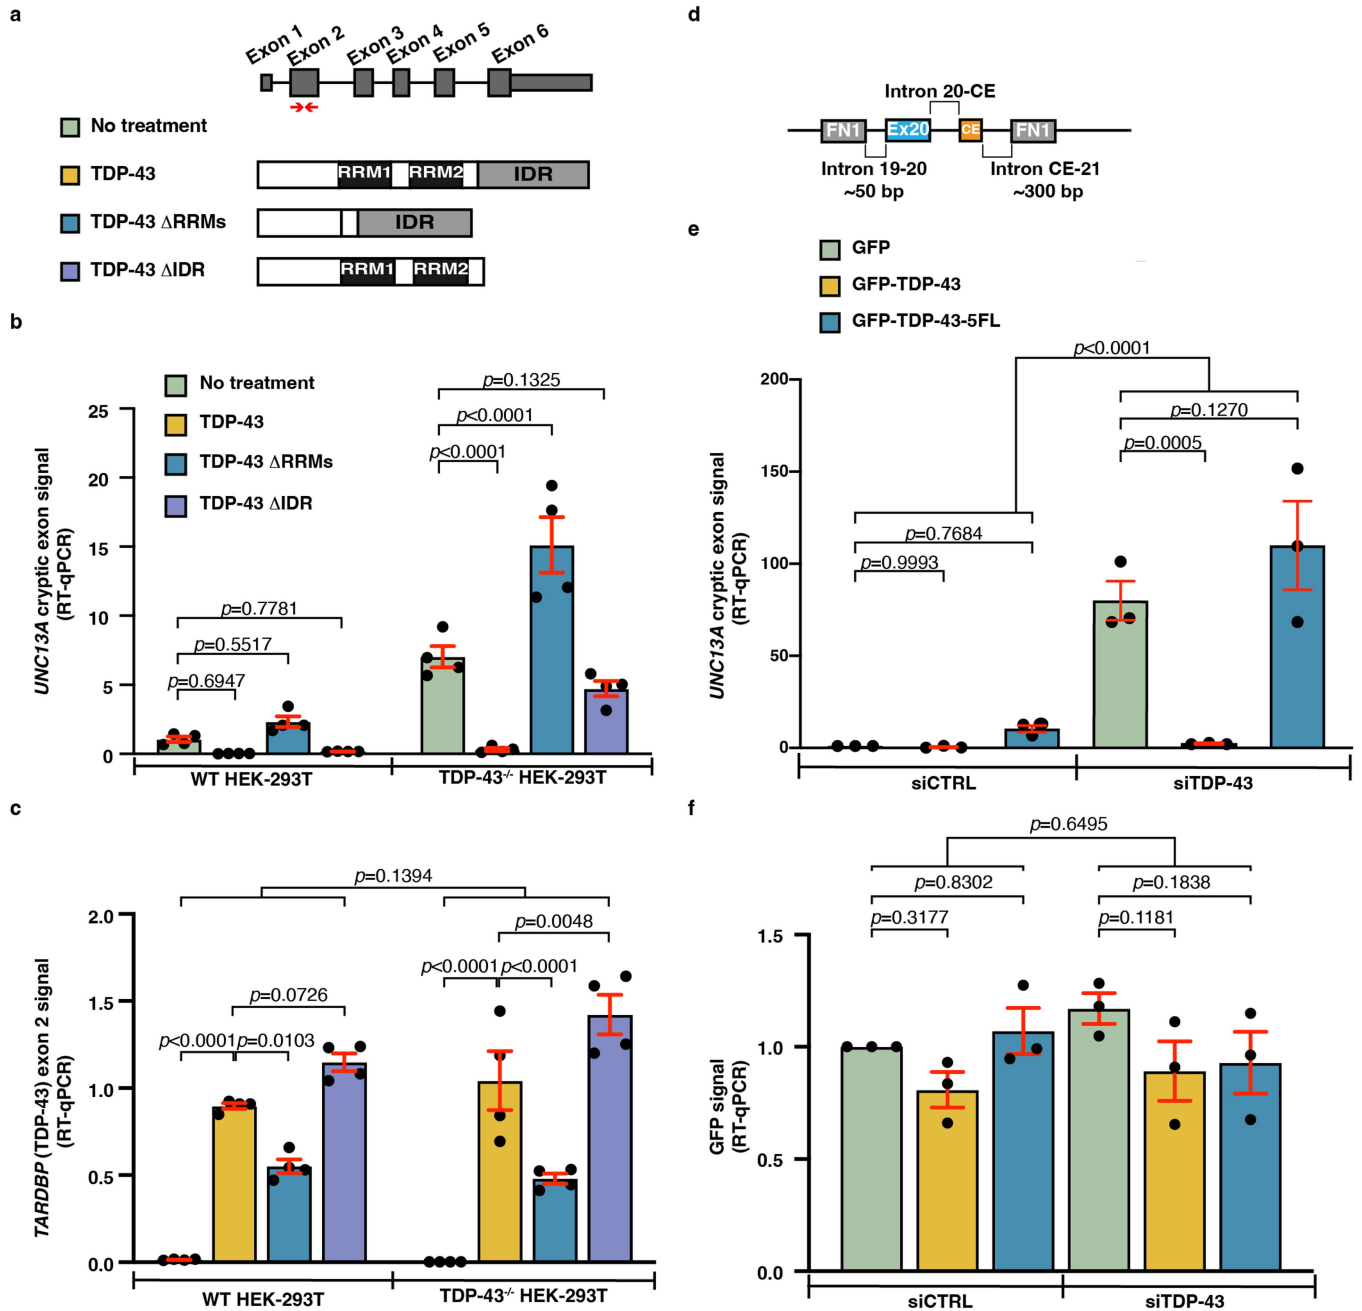 a
Exon 1
Exon 2
Exon 3
Exon 4
Exon 5
Exon 6
No treatment
TDP-43
RRM1
RRM2
IDR
TDP-43 ΔRRMs
IDR
TDP-43 ΔIDR
RRM1
RRM2
b
No treatment
TDP-43
TDP-43 ΔRRMs
TDP-43 ΔIDR
UNC13A cryptic exon signal
(RT-qPCR)
25
20
15
10
5
0
p=0.7781
p=0.5517
p=0.6947
p=0.1325
p<0.0001
p<0.0001
WT HEK-293T
TDP-43-/- HEK-293T
c
TARDBP (TDP-43) exon 2 signal
(RT-qPCR)
2.0
1.5
1.0
0.5
0.0
p=0.1394
p=0.0726
p<0.0001
p=0.0103
p=0.0048
p<0.0001
p<0.0001
WT HEK-293T
TDP-43-/- HEK-293T
d
Intron 20-CE
FN1
Ex20
CE
FN1
Intron 19-20
~50 bp
Intron CE-21
~300 bp
e
GFP
GFP-TDP-43
GFP-TDP-43-5FL
UNC13A cryptic exon signal
(RT-qPCR)
200
150
100
50
0
p<0.0001
p=0.1270
p=0.0005
p=0.7684
p=0.9993
siCTRL
siTDP-43
f
GFP signal
(RT-qPCR)
1.5
1.0
0.5
0.0
p=0.6495
p=0.8302
p=0.3177
p=0.1838
p=0.1181
siCTRL
siTDP-43